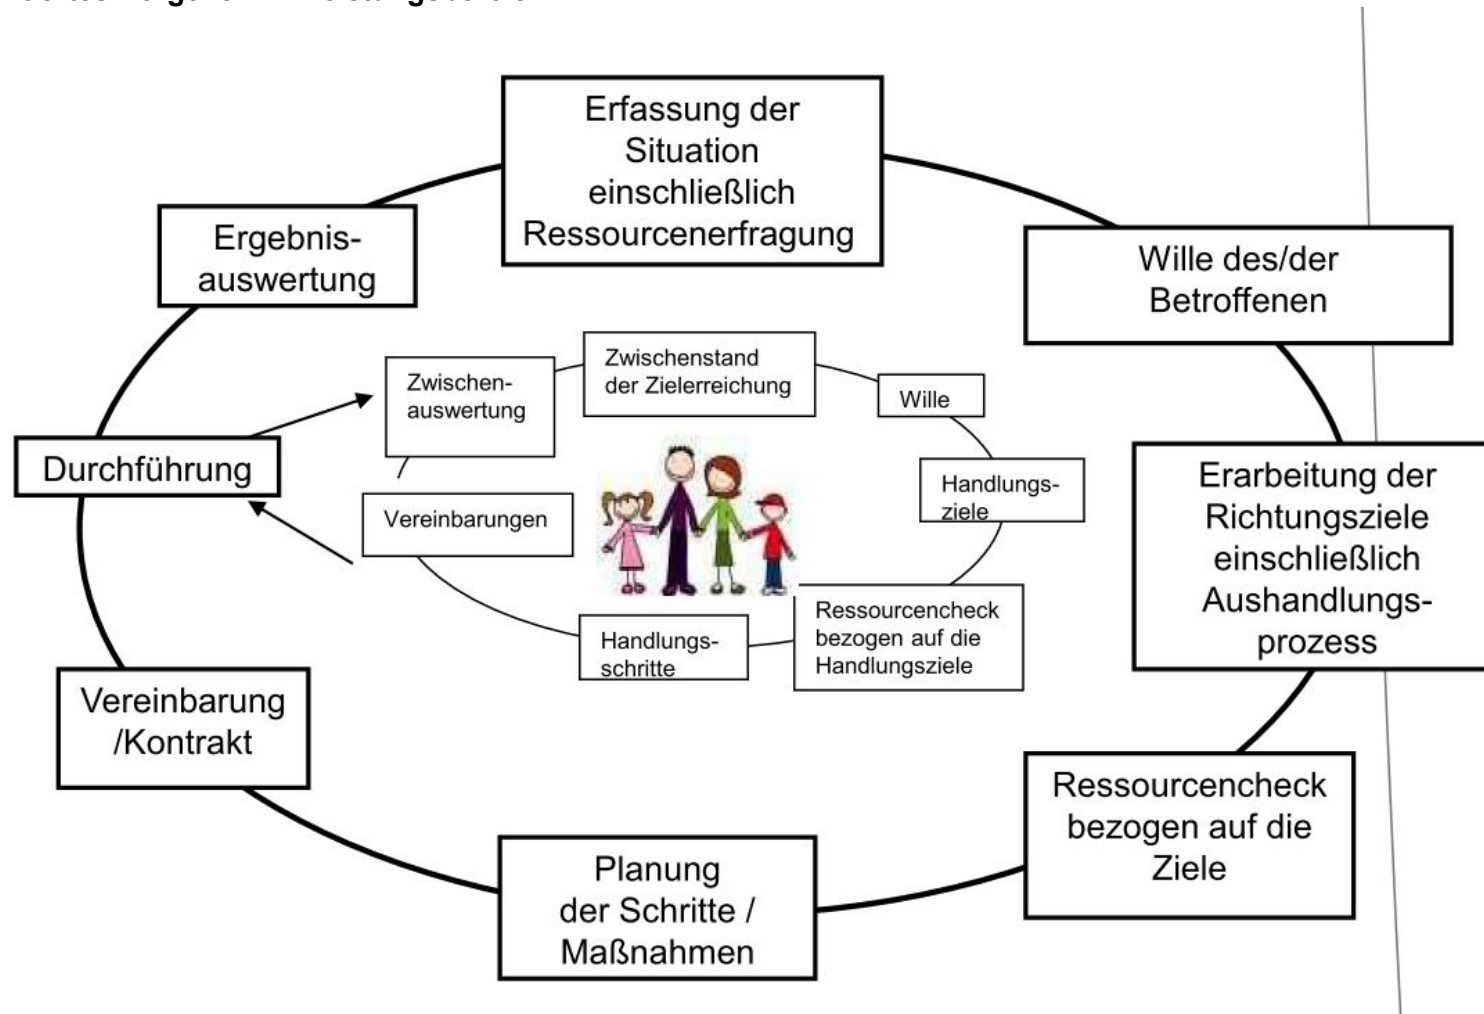 Erfassung der
Situation
einschließlich
Ressourcenerfragung
Wille des/der
Betroffenen
Erarbeitung der
Richtungsziele
einschließlich
Aushandlungs-
prozess
Ressourcencheck
bezogen auf die
Ziele
Planung
der Schritte /
Maßnahmen
Vereinbarung
/Kontrakt
Durchführung
Ergebnis-
auswertung
Zwischenstand
der Zielerreichung
Wille
Handlungs-
ziele
Ressourcencheck
bezogen auf die
Handlungsziele
Handlungs-
schritte
Vereinbarungen
Zwischen-
auswertung